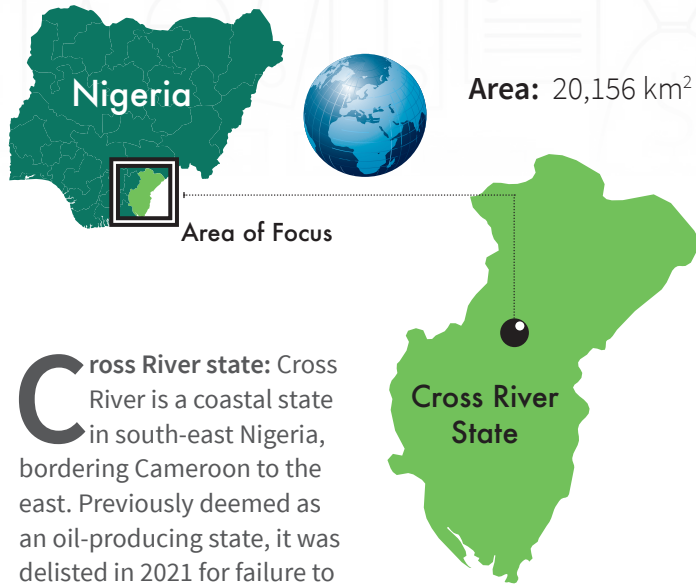 Nigeria
Area: 20,156 km²
Area of Focus
Cross River
State
Cross River state: Cross
River is a coastal state
in south-east Nigeria,
bordering Cameroon to the
east. Previously deemed as
an oil-producing state, it was
delisted in 2021 for failure to